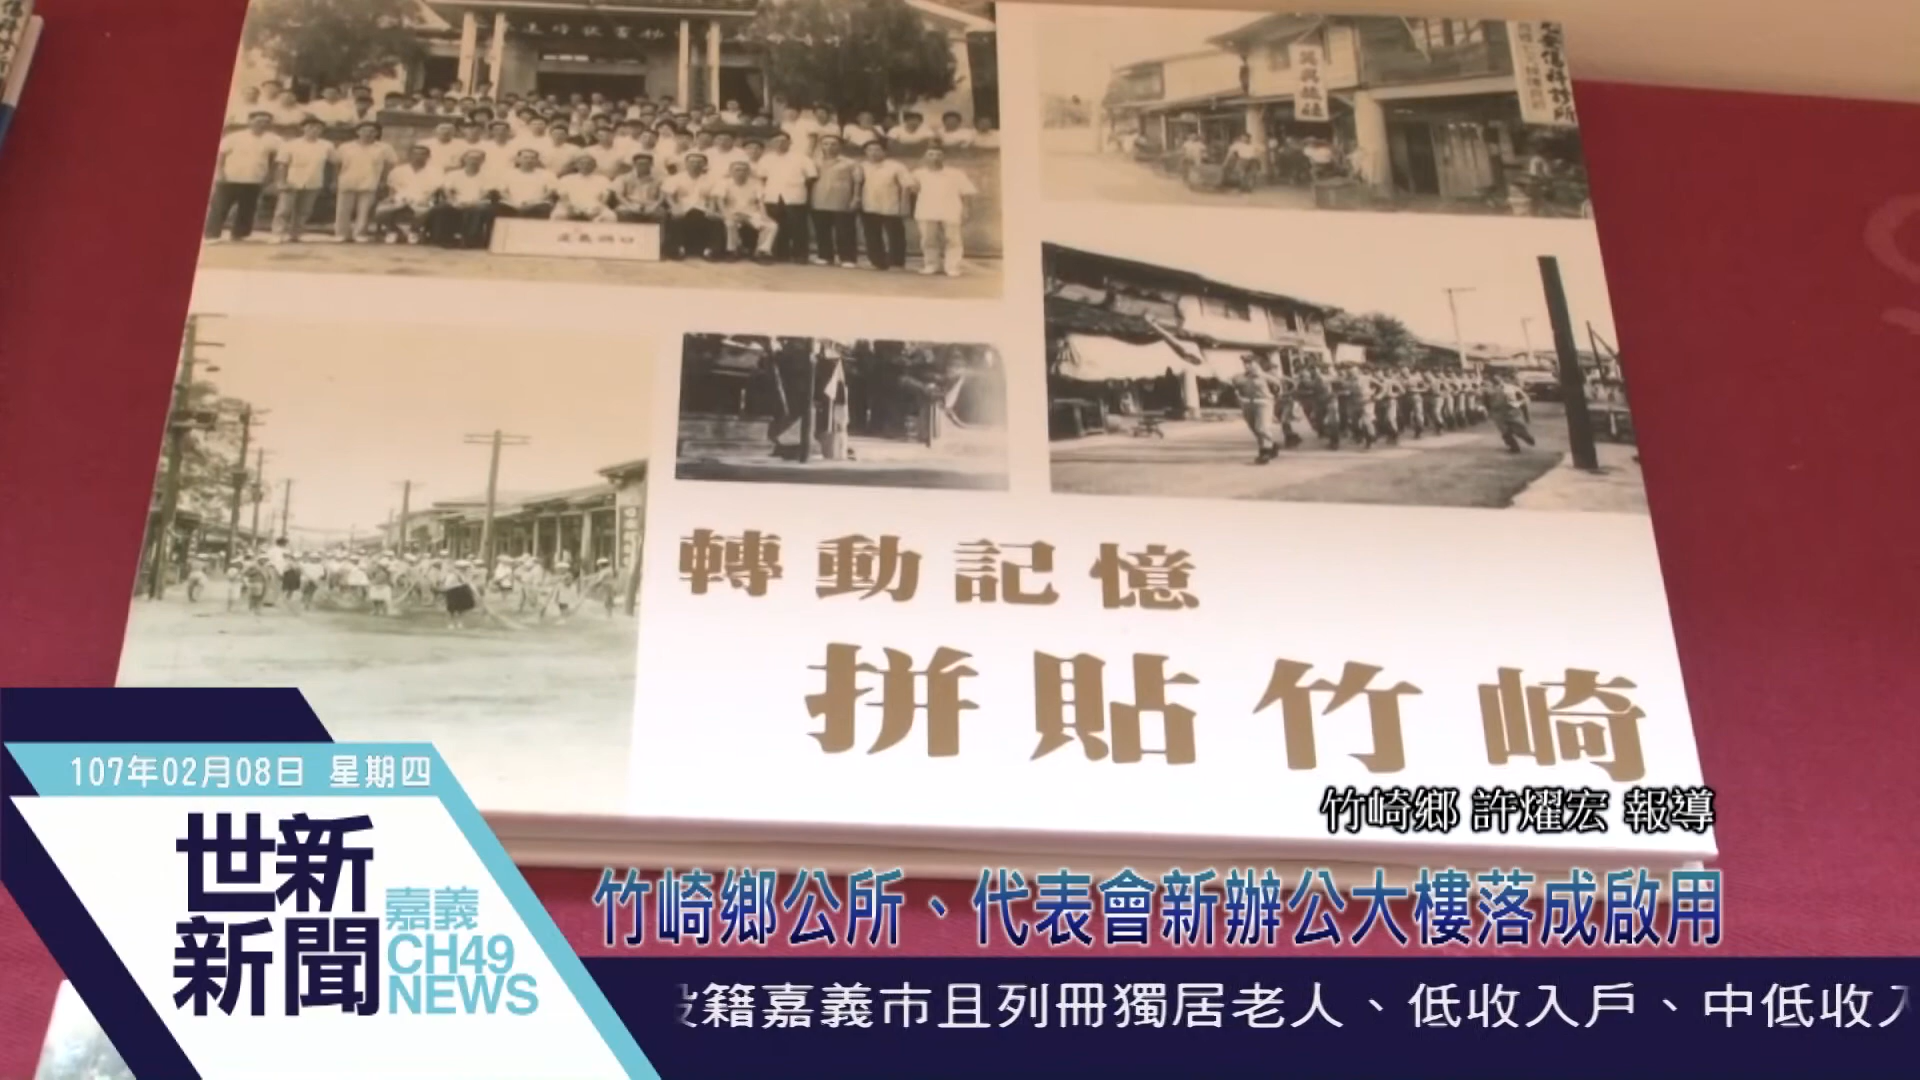 轉動記憶
拼貼竹崎
竹崎鄉 許燿宏 報導
107年02月08日 星期四
世新
新聞
嘉義
CH49
NEWS
竹崎鄉公所、代表會新辦公大樓落成啟用
籍嘉義市且列冊獨居老人、低收入戶、中低收入